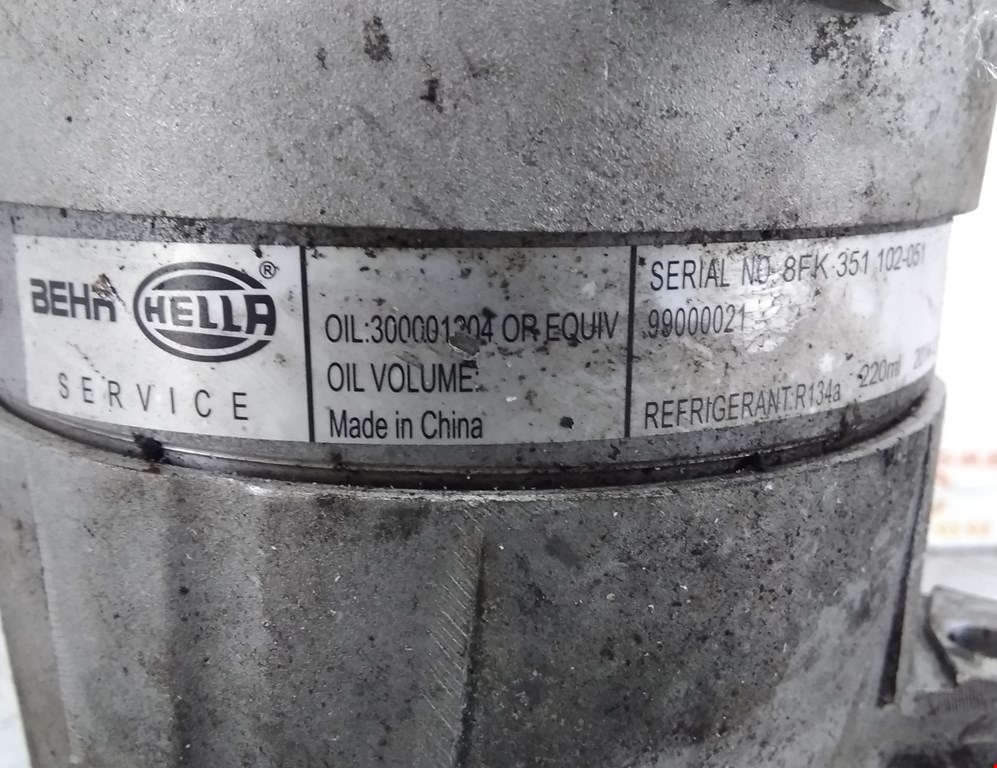 BEHR HELLA ®
SERVICE
OIL: OR EQUIV
OIL VOLUME:
Made in China
SERIAL NO. 8FK 351 102-051
99000021
REFRIGERANT:R134a 220ml